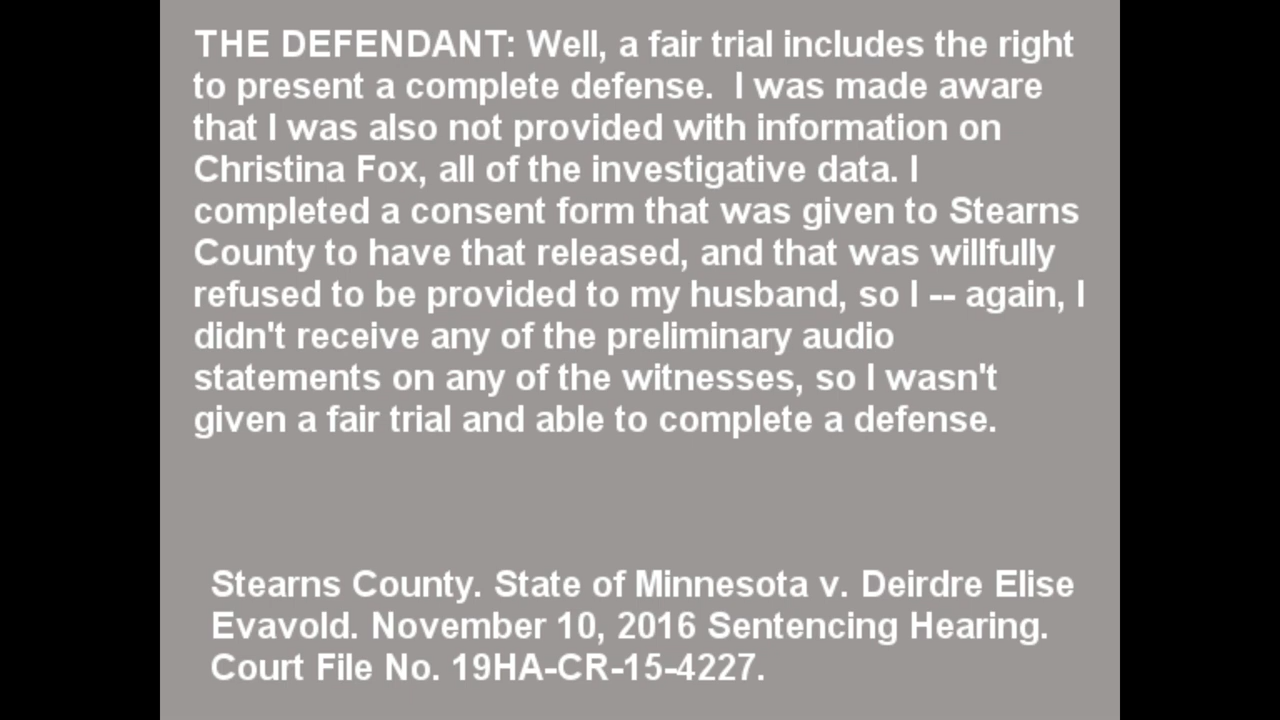 THE DEFENDANT: Well, a fair trial includes the right
to present a complete defense.  I was made aware
that I was also not provided with information on
Christina Fox, all of the investigative data. I
completed a consent form that was given to Stearns
County to have that released, and that was willfully
refused to be provided to my husband, so I -- again, I
didn't receive any of the preliminary audio
statements on any of the witnesses, so I wasn't
given a fair trial and able to complete a defense.
Stearns County. State of Minnesota v. Deirdre Elise
Evavold. November 10, 2016 Sentencing Hearing.
Court File No. 19HA-CR-15-4227.